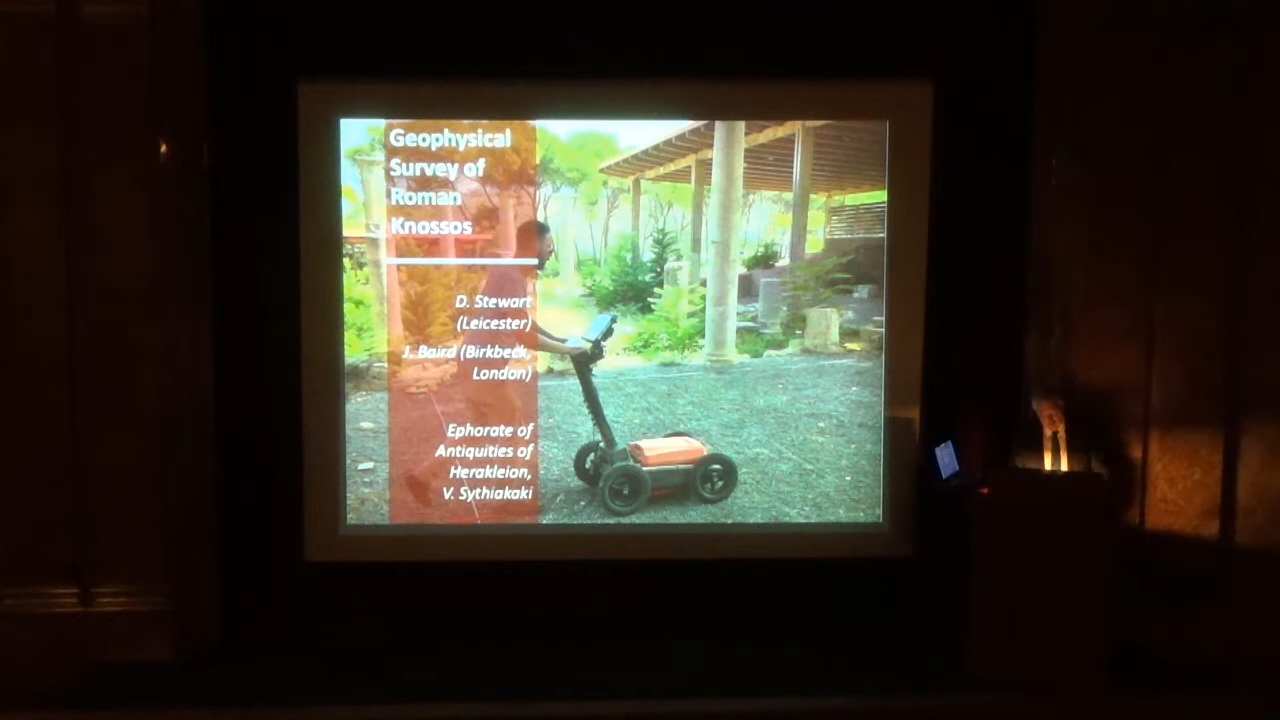 Geophysical
Survey of
Roman
Knossos
D. Stewart
(Leicester)
J. Baird (Birkbeck,
London)
Ephorate of
Antiquities of
Herakleion,
V. Sythiakaki